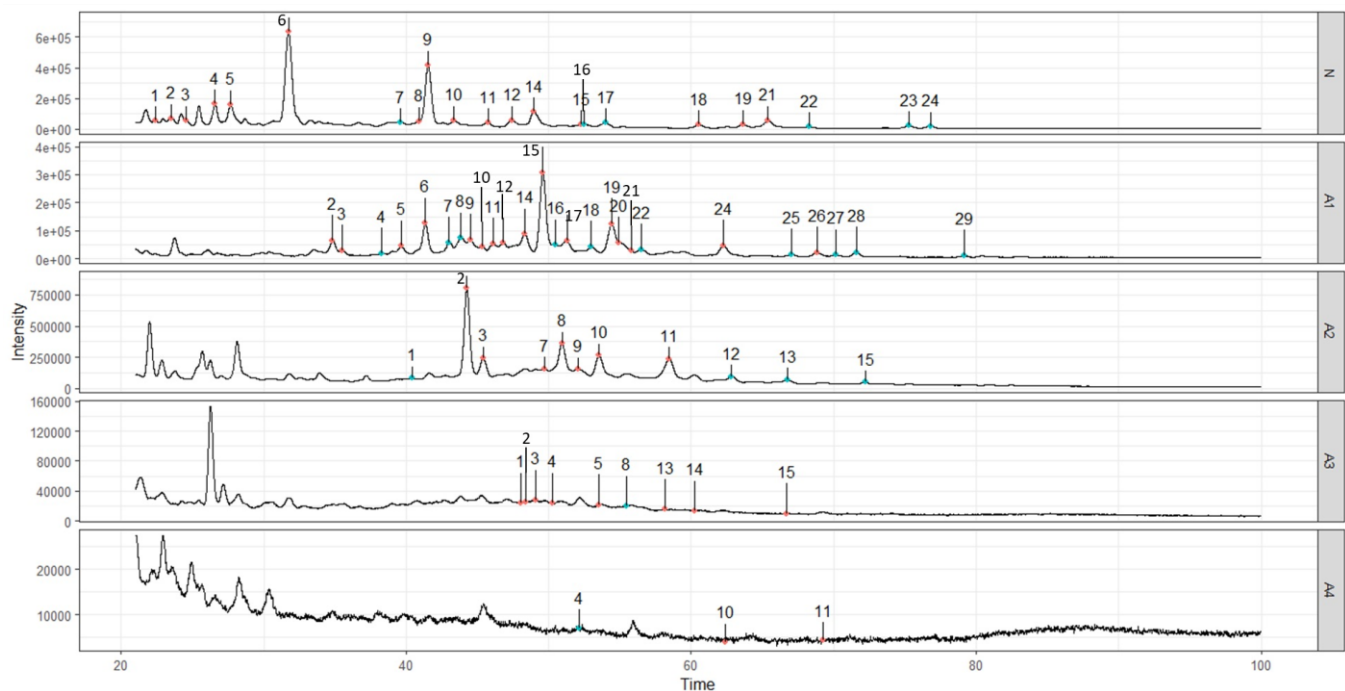 6
9
16
4 5 14
1 2 3 7 8 10 11 12 15 17 18 19 21 22 23 24
6e+05
4e+05
2e+05
0e+00
N
15
10 12 21
2 3 4 5 6 7 8 9 11 14 16 17 18 19 20 22 24 25 26 27 28 29
4e+05
3e+05
2e+05
1e+05
0e+00
A1
2
1 3 7 8 9 10 11 12 13 15
750000
500000
250000
0
A2
2
1 3 4 5 8 13 14 15
160000
120000
80000
40000
0
A3
4 10 11
20000
10000
A4
Intensity
20 40 60 80 100
Time